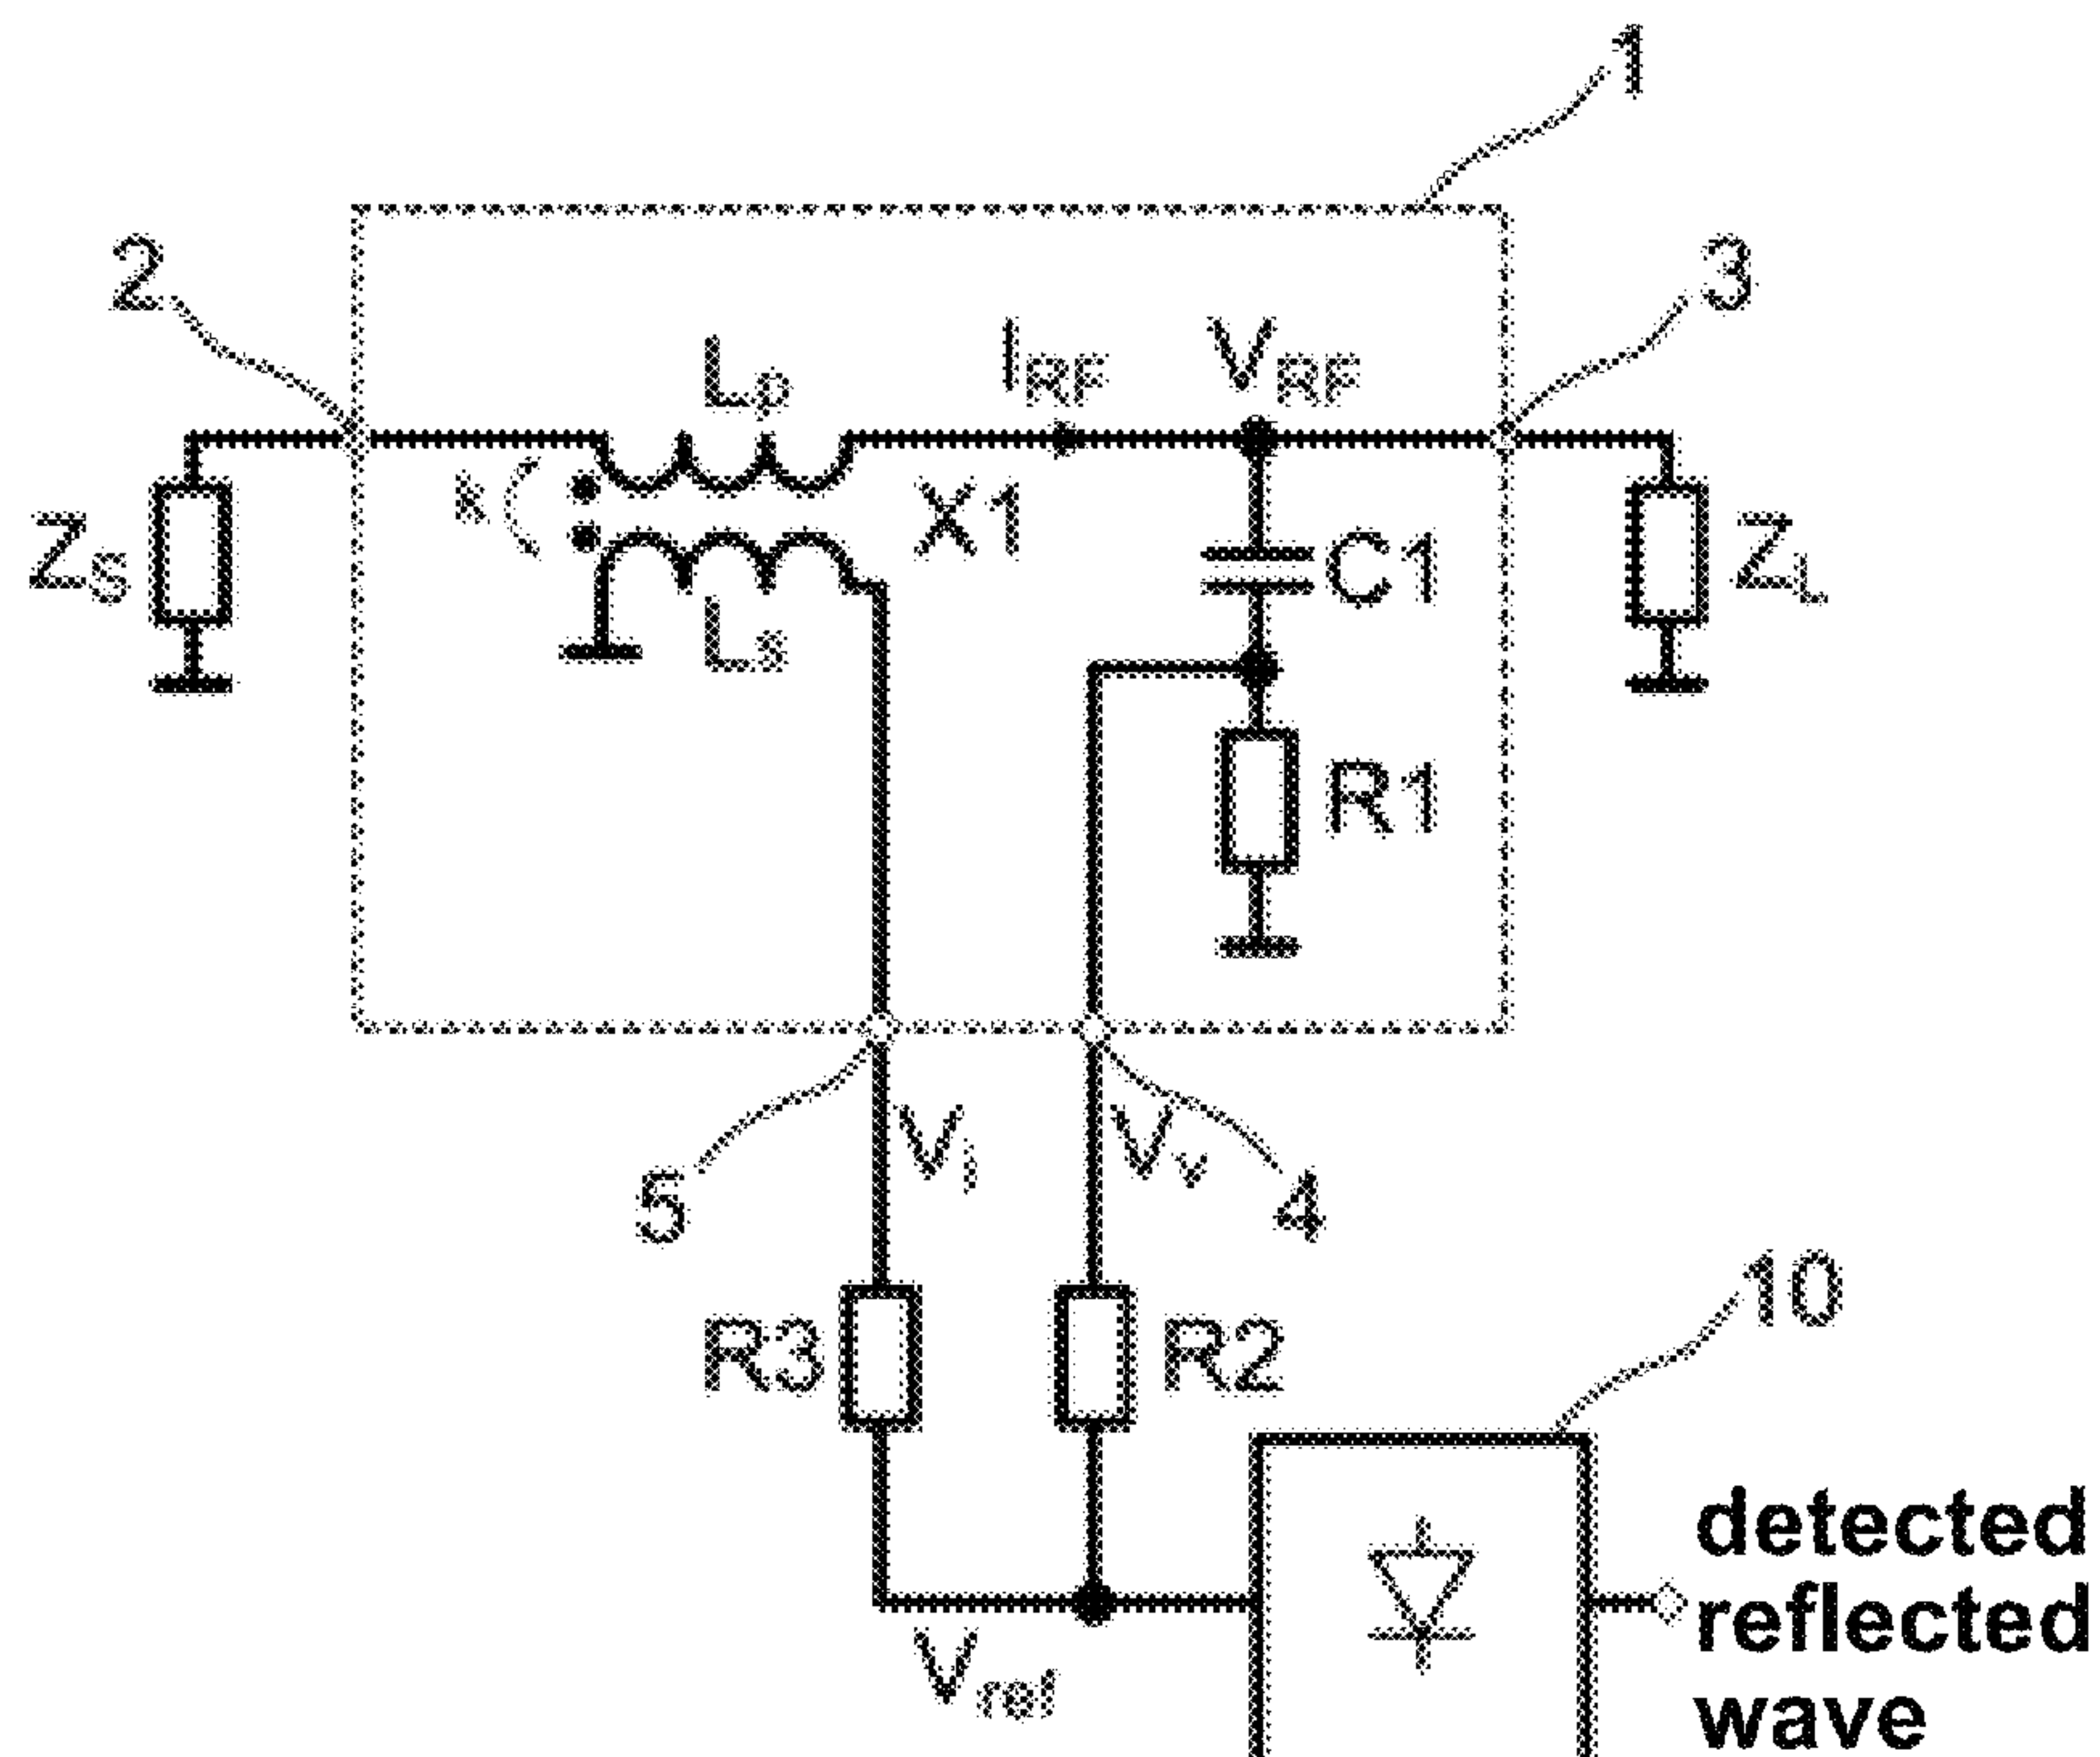 1
2
3
Lp
IRF
VRF
k
X1
ZS
C1
ZL
Ls
R1
Vi
Vv
5
4
10
R3
R2
detected
reflected
wave
Vref